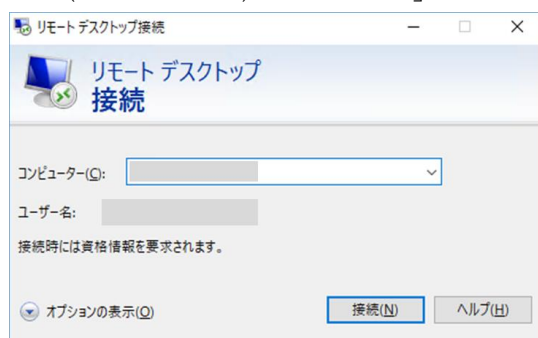 リモート デスクトップ接続
リモート デスクトップ
接続
コンピューター(C):
ユーザー名:
接続時には資格情報を要求されます。
オプションの表示(O) 接続(N) ヘルプ(H)